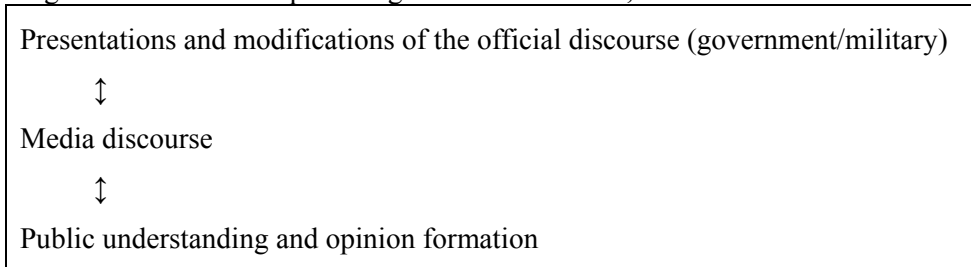 Presentations and modifications of the official discourse (government/military)
↕
Media discourse
↕
Public understanding and opinion formation